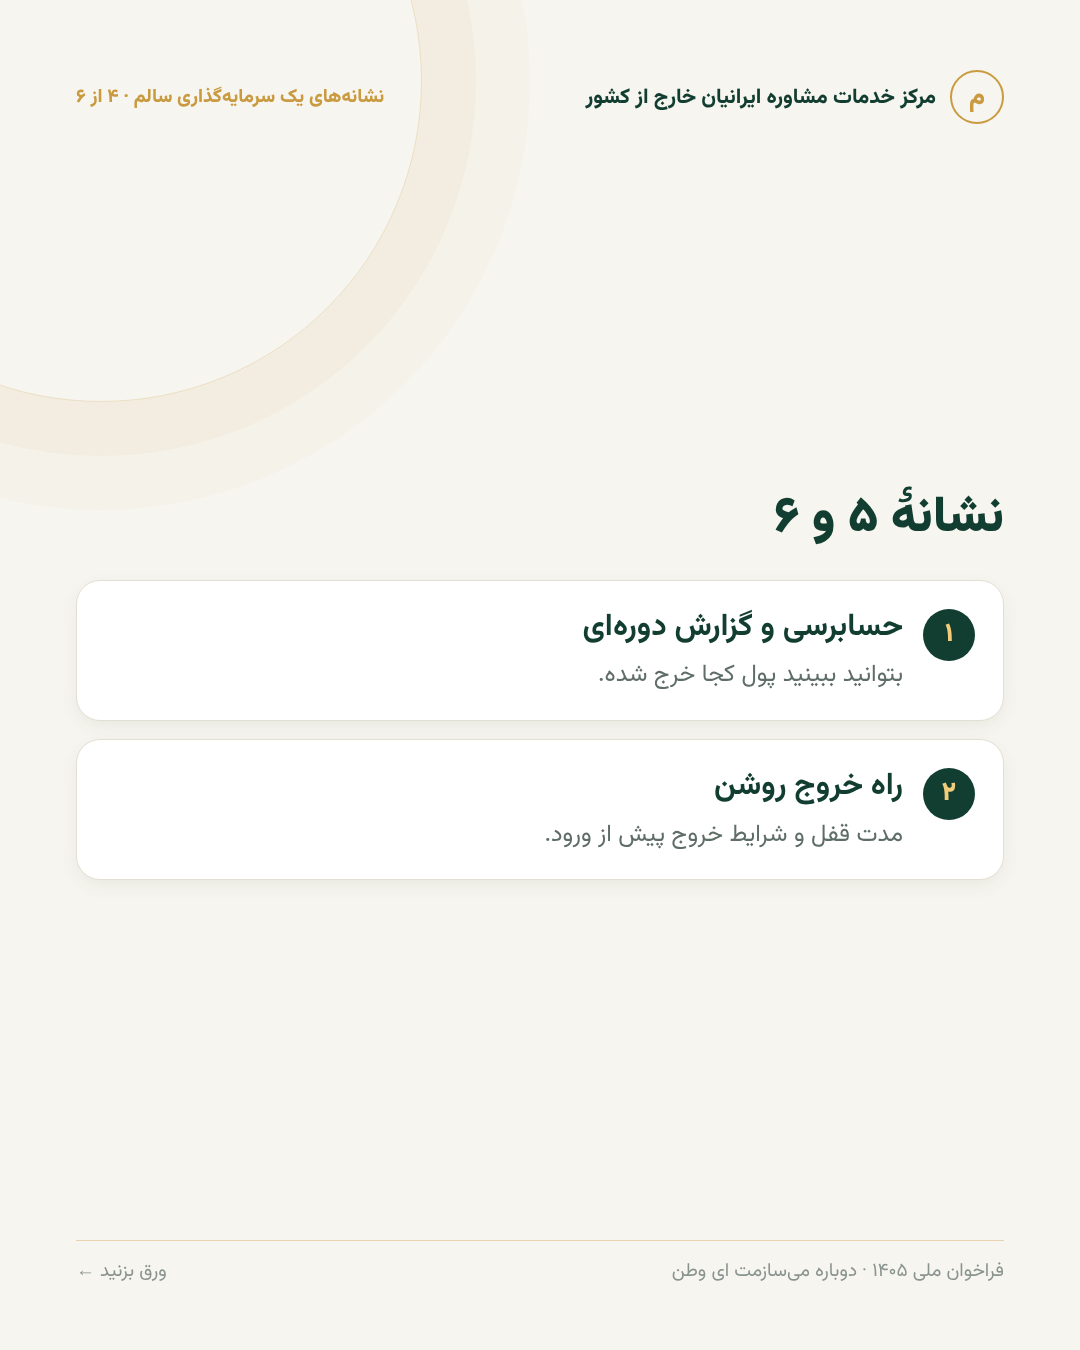 م
مرکز خدمات مشاوره ایرانیان خارج از کشور
نشانه‌های یک سرمایه‌گذاری سالم · ۴ از ۶
نشانهٔ ۵ و ۶
۱
حسابرسی و گزارش دوره‌ای
بتوانید ببینید پول کجا خرج شده.
۲
راه خروج روشن
مدت قفل و شرایط خروج پیش از ورود.
فراخوان ملی ۱۴۰۵ · دوباره می‌سازمت ای وطن
ورق بزنید ←